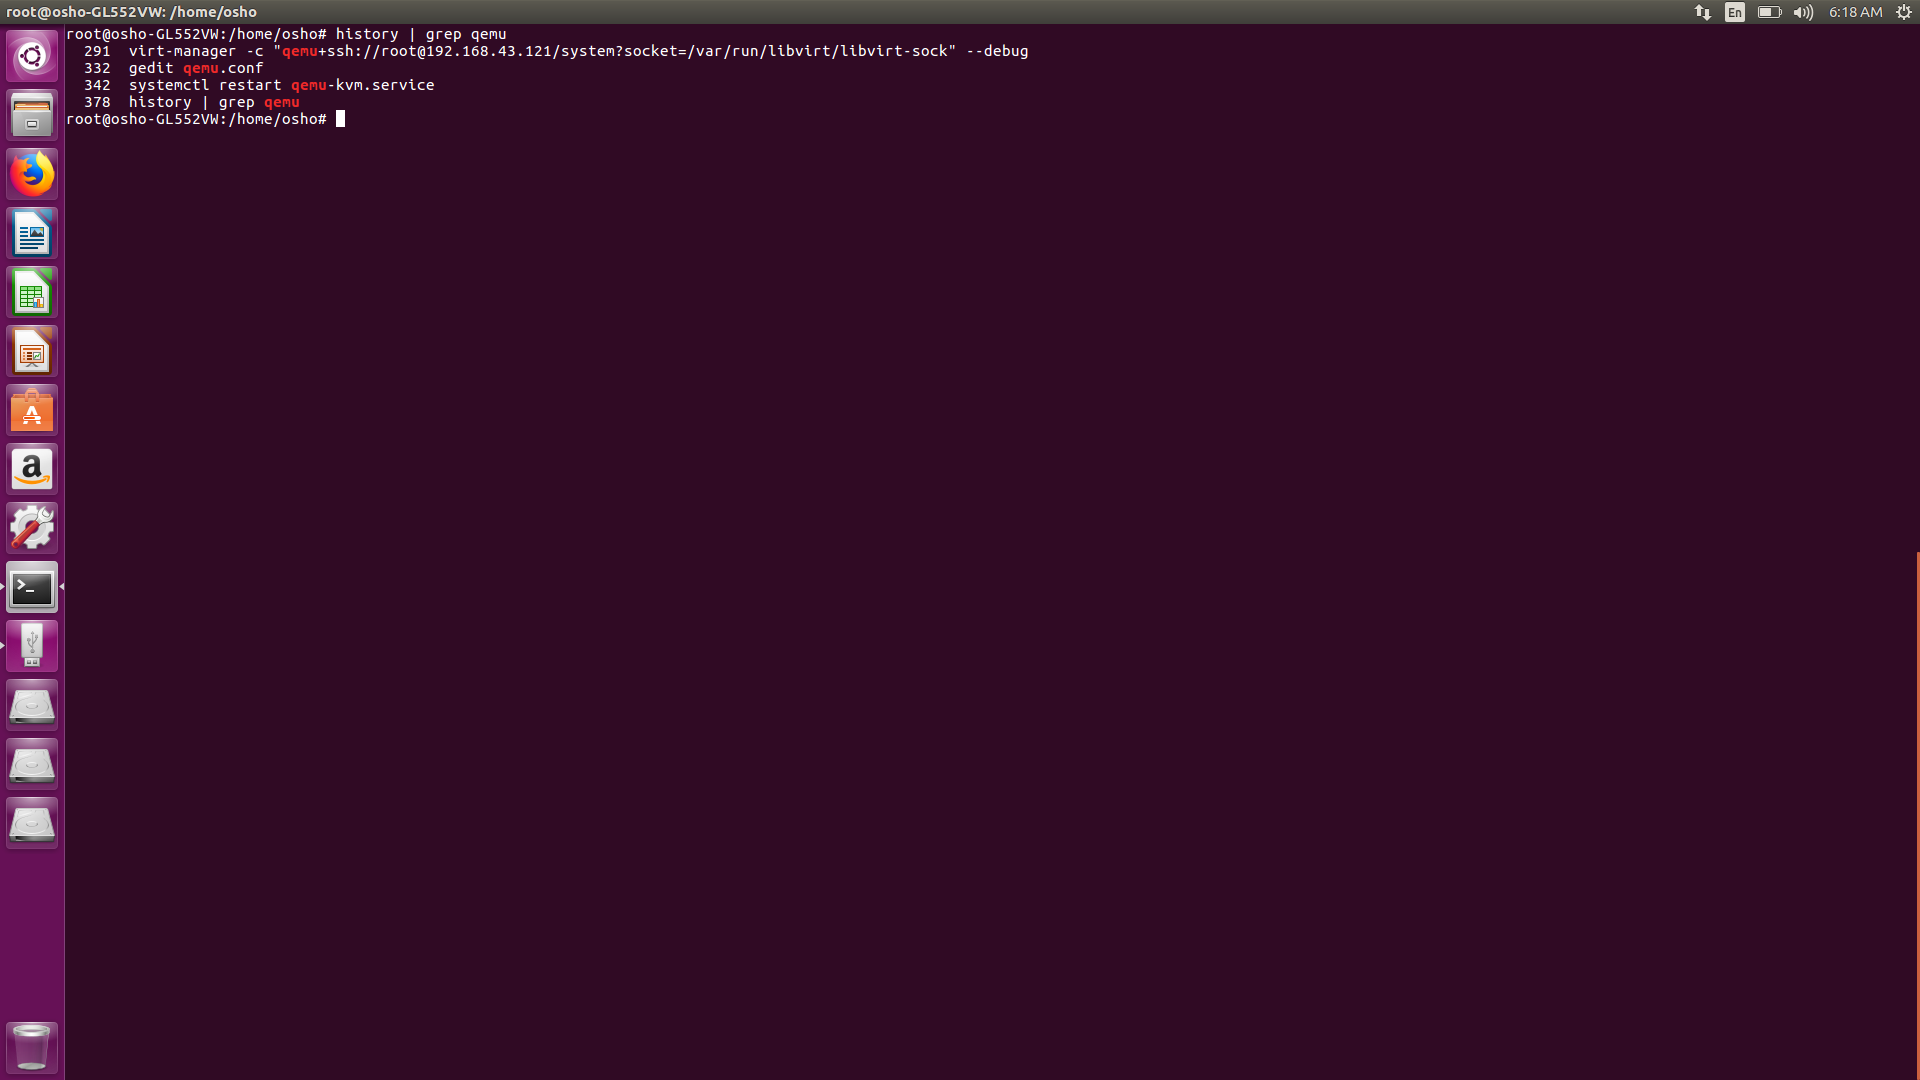 root@osho-GL552VW: /home/osho
En
6:18 AM
root@osho-GL552VW:/home/osho# history | grep qemu
291 virt-manager -c "qemu+ssh://root@192.168.43.121/system?socket=/var/run/libvirt/libvirt-sock" --debug
332 gedit qemu.conf
342 systemctl restart qemu-kvm.service
378 history | grep qemu
root@osho-GL552VW:/home/osho#